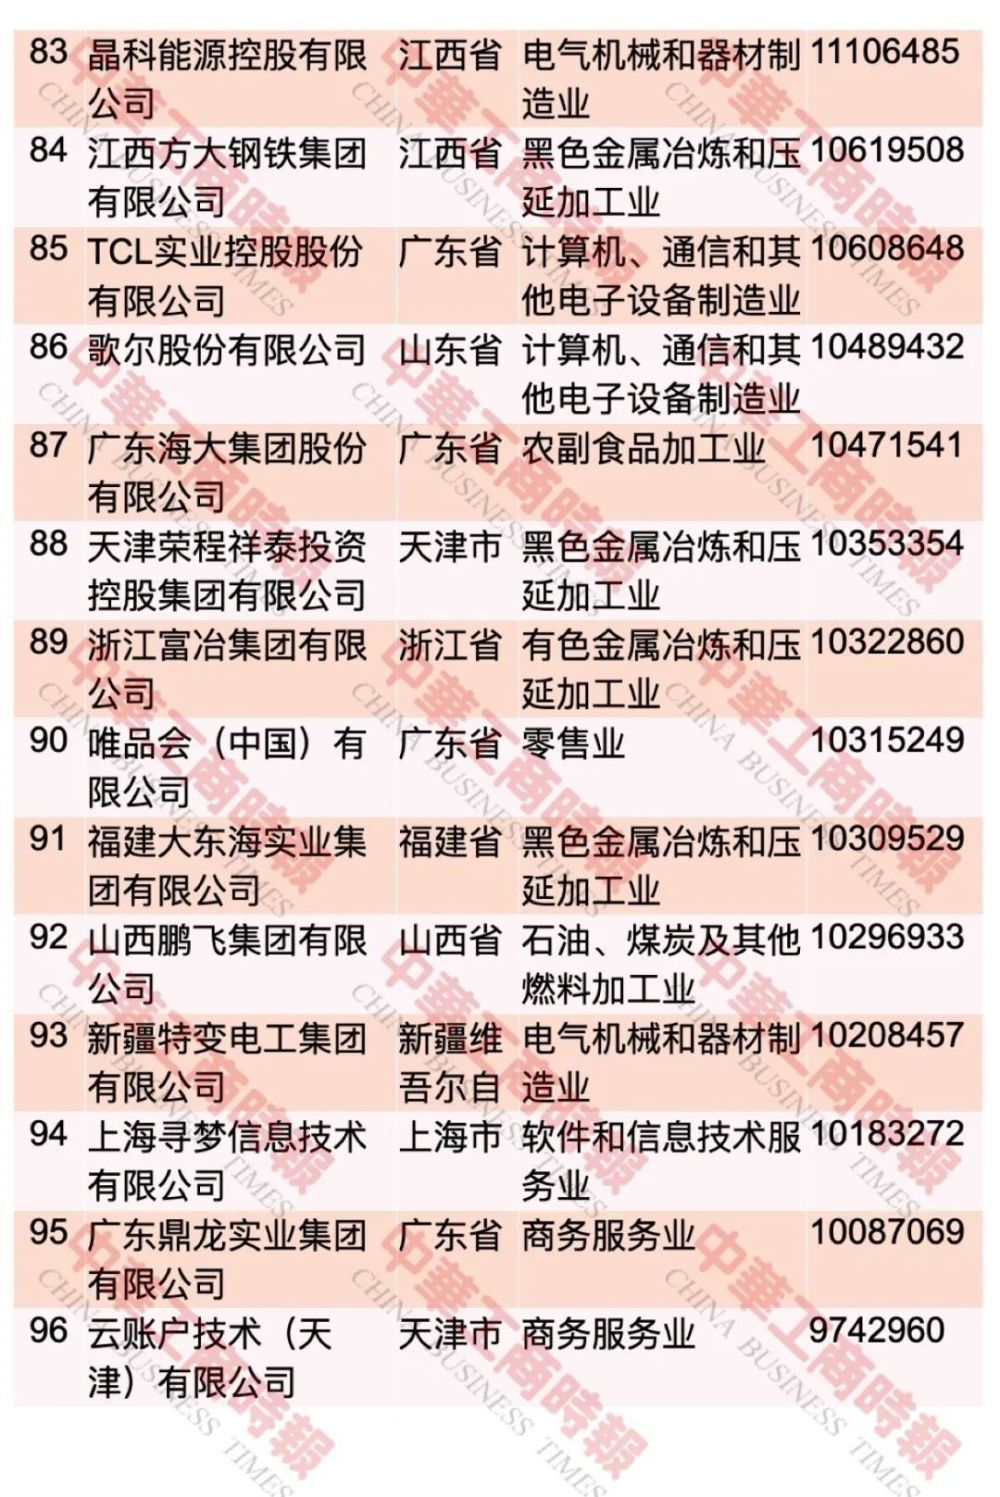 83 晶科能源控股有限 江西省 电气机械和器材制 11106485
公司 造业
84 江西方大钢铁集团 江西省 黑色金属冶炼和压 10619508
有限公司 延加工业
85 TCL实业控股股份 广东省 计算机、通信和其 10608648
有限公司 他电子设备制造业
86 歌尔股份有限公司 山东省 计算机、通信和其 10489432
他电子设备制造业
87 广东海大集团股份 广东省 农副食品加工业 10471541
有限公司
88 天津荣程祥泰投资 天津市 黑色金属冶炼和压 10353354
控股集团有限公司 延加工业
89 浙江富冶集团有限 浙江省 有色金属冶炼和压 10322860
公司 延加工业
90 唯品会（中国）有 广东省 零售业 10315249
限公司
91 福建大东海实业集 福建省 黑色金属冶炼和压 10309529
团有限公司 延加工业
92 山西鹏飞集团有限 山西省 石油、煤炭及其他 10296933
公司 燃料加工业
93 新疆特变电工集团 新疆维 电气机械和器材制 10208457
有限公司 吾尔自 造业
94 上海寻梦信息技术 上海市 软件和信息技术服 10183272
有限公司 务业
95 广东鼎龙实业集团 广东省 商务服务业 10087069
有限公司
96 云账户技术（天 天津市 商务服务业 9742960
津）有限公司
中華工商時報
CHINA BUSINESS TIMES